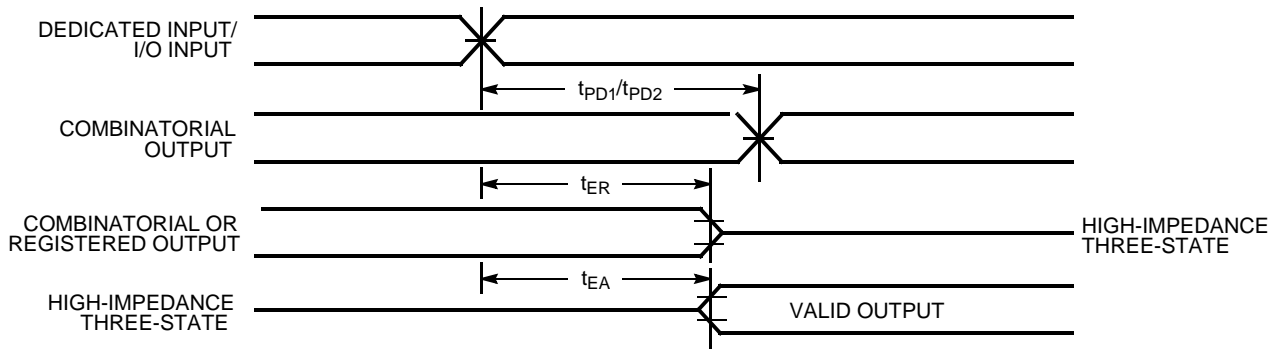 DEDICATED INPUT/
I/O INPUT
tPD1/tPD2
COMBINATORIAL
OUTPUT
tER
COMBINATORIAL OR
REGISTERED OUTPUT
HIGH-IMPEDANCE
THREE-STATE
tEA
HIGH-IMPEDANCE
THREE-STATE
VALID OUTPUT